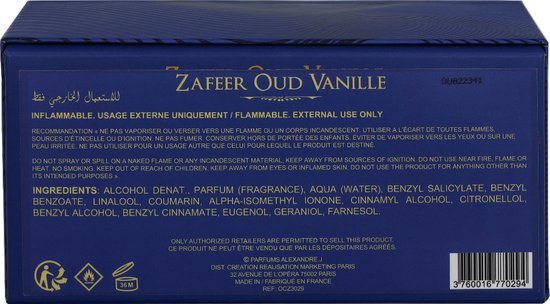 ZAFEER OUD VANILLE
OUB22341
للاستعمال الخارجي فقط
INFLAMMABLE. USAGE EXTERNE UNIQUEMENT / FLAMMABLE. EXTERNAL USE ONLY
RECOMMANDATION « NE PAS VAPORISER OU VERSER VERS UNE FLAMME OU UN CORPS INCANDESCENT. UTILISER A L'ÉCART DE TOUTES FLAMMES,
SOURCES D'ÉTINCELLE OU D'IGNITION. NE PAS FUMER. CONSERVER HORS DE PORTÉE DES ENFANTS. ÉVITER DE VAPORISER VERS LES YEUX OU SUR UNE
PEAU IRRITÉE. NE PAS UTILISER POUR UN USAGE AUTRE QUE CELUI POUR LEQUEL LE PRODUIT EST DESTINÉ.
DO NOT SPRAY OR SPILL ON A NAKED FLAME OR ANY INCANDESCENT MATERIAL, KEEP AWAY FROM SOURCES OF IGNITION. DO NOT USE NEAR FIRE, FLAME OR
HEAT. NO SMOKING. KEEP OUT OF REACH OF CHILDREN. KEEP AWAY FROM EYES OR INFLAMED SKIN. DO NOT USE THE PRODUCT FOR ANYTHING OTHER THAN
ITS INTENDED USE.
INGREDIENTS: ALCOHOL DENAT., PARFUM (FRAGRANCE), AQUA (WATER), BENZYL SALICYLATE, BENZYL
BENZOATE, LINALOOL, COUMARIN, ALPHA-ISOMETHYL IONONE, CINNAMYL ALCOHOL, CITRONELLOL,
BENZYL ALCOHOL, BENZYL CINNAMATE, EUGENOL, GERANIOL, FARNESOL.
ONLY AUTHORIZED RETAILERS ARE PERMITTED TO SELL THIS PRODUCT.
CE PRODUIT NE PEUT ÊTRE VENDU QUE PAR LES DÉPOSITAIRES AGRÉÉS
© PARFUMS ALEXANDRE.J
DIST. CREATION REALISATION MARKETING PARIS
32 AVENUE DE L'OPÉRA 75002 PARIS
MADE IN / FABRIQUÉ EN FRANCE
REF: OCZ3029
36M
3 760016 770294